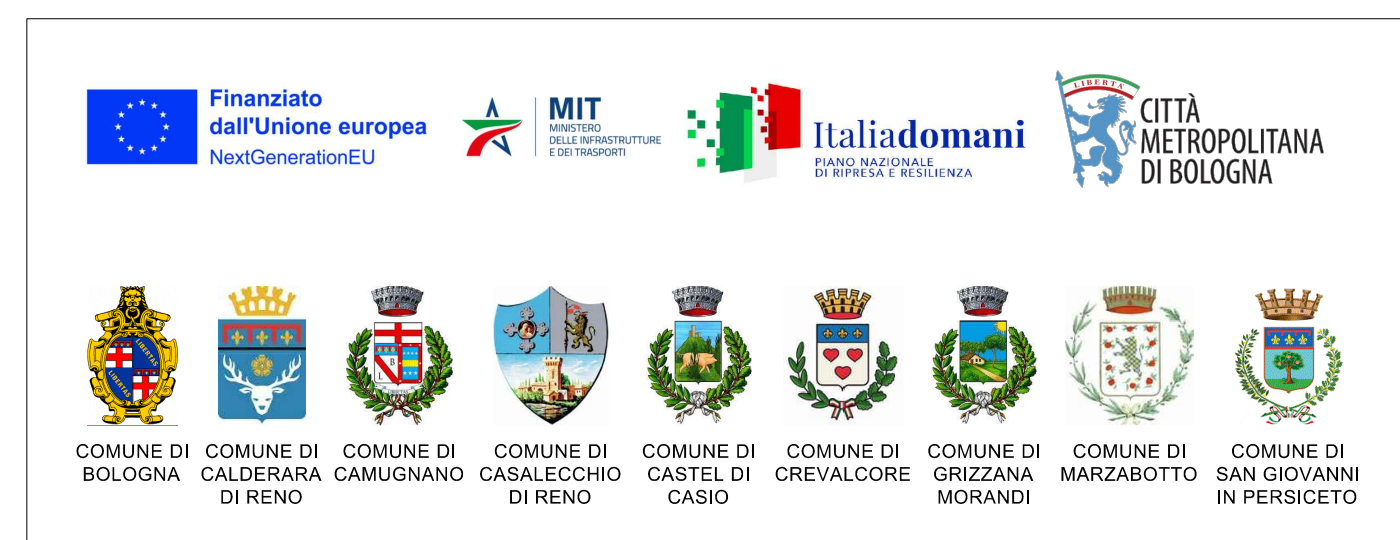 Finanziato
dall'Unione europea
NextGenerationEU
MIT
MINISTERO
DELLE INFRASTRUTTURE
E DEI TRASPORTI
Italiadomani
PIANO NAZIONALE
DI RIPRESA E RESILIENZA
LIBERTA
CITTÀ
METROPOLITANA
DI BOLOGNA
LIBERTAS
LIBERTAS
B
COMUNE DI
BOLOGNA
COMUNE DI
CALDERARA
DI RENO
COMUNE DI
CAMUGNANO
COMUNE DI
CASALECCHIO
DI RENO
COMUNE DI
CASTEL DI
CASIO
COMUNE DI
CREVALCORE
COMUNE DI
GRIZZANA
MORANDI
COMUNE DI
MARZABOTTO
COMUNE DI
SAN GIOVANNI
IN PERSICETO